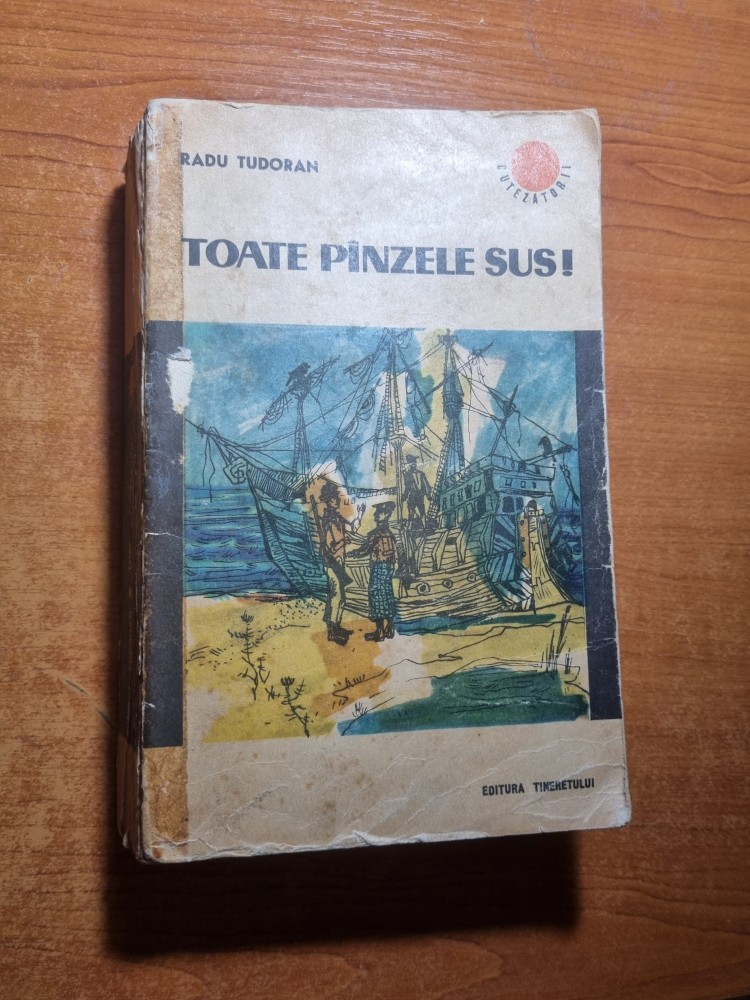 RADU TUDORAN
CUTEZĂTORII
TOATE PÎNZELE SUS!
EDITURA TINERETULUI